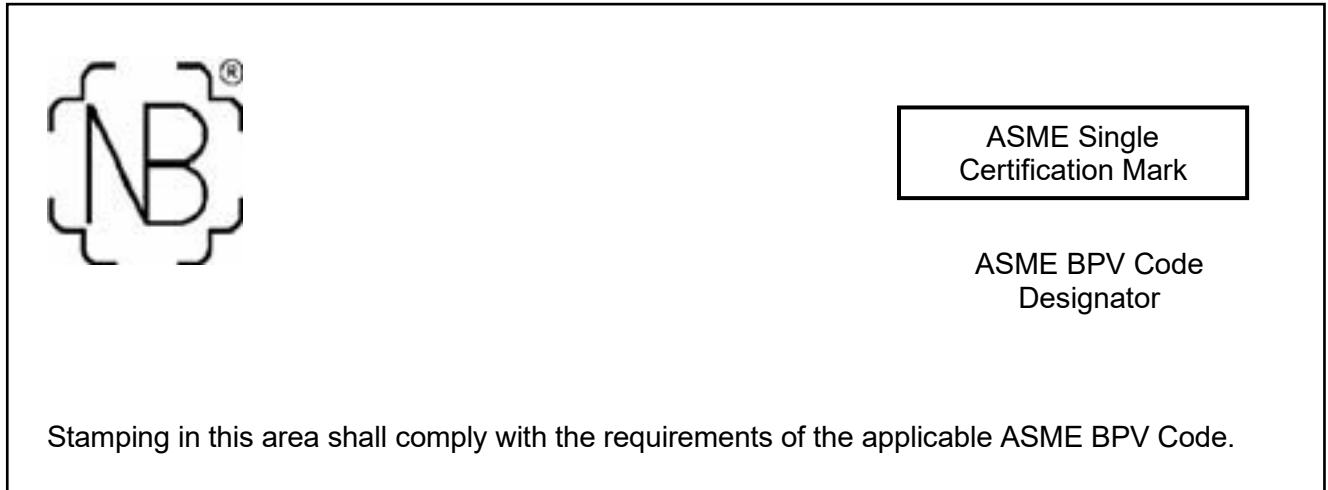 NB®
ASME Single
Certification Mark
ASME BPV Code
Designator
Stamping in this area shall comply with the requirements of the applicable ASME BPV Code.